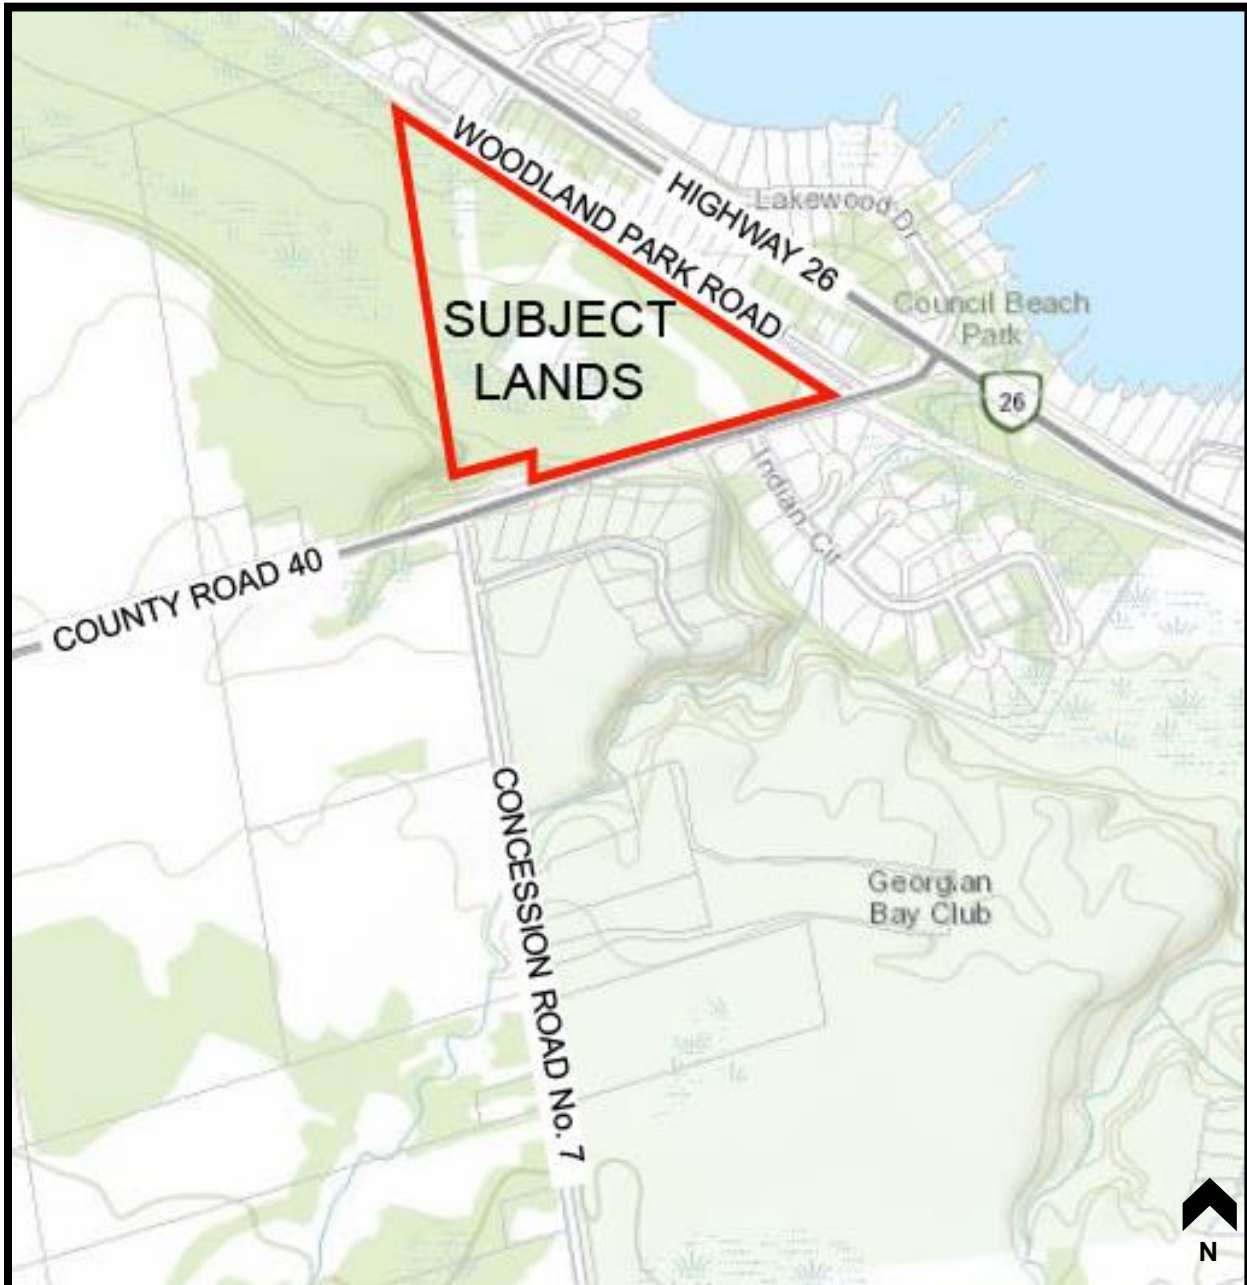 WOODLAND PARK ROAD
HIGHWAY 26
Lakewood Dr
Council Beach
Park
26
SUBJECT
LANDS
Indian Cir
COUNTY ROAD 40
CONCESSION ROAD No. 7
Georgian
Bay Club
N